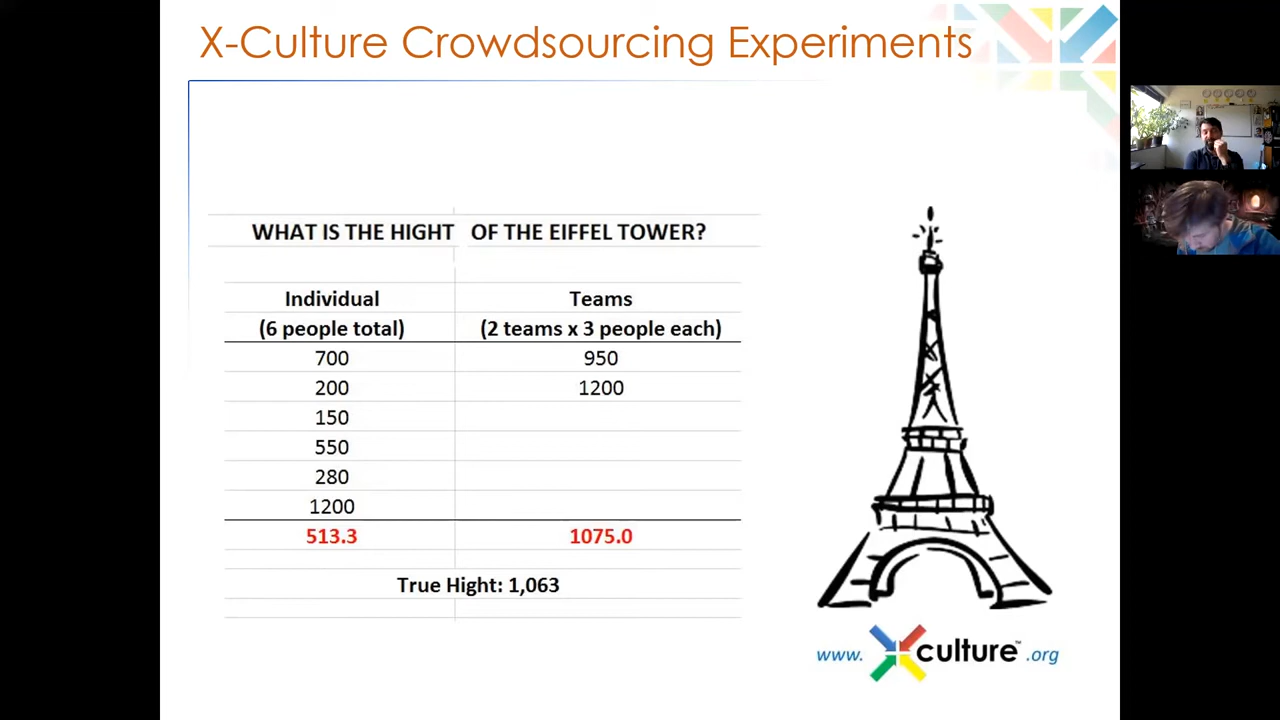 X-Culture Crowdsourcing Experiments
WHAT IS THE HIGHT OF THE EIFFEL TOWER?
Individual Teams
(6 people total) (2 teams x 3 people each)
700 950
200 1200
150
550
280
1200
513.3 1075.0
True Hight: 1,063
www. culture™ .org